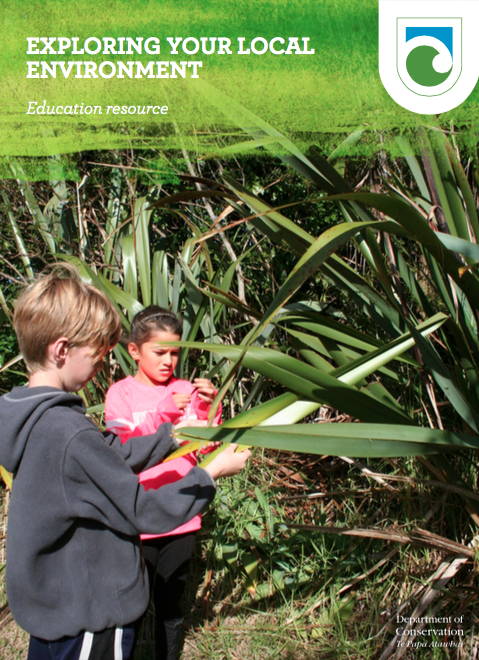 EXPLORING YOUR LOCAL
ENVIRONMENT
Education resource
Department of
Conservation
Te Papa Atawhai